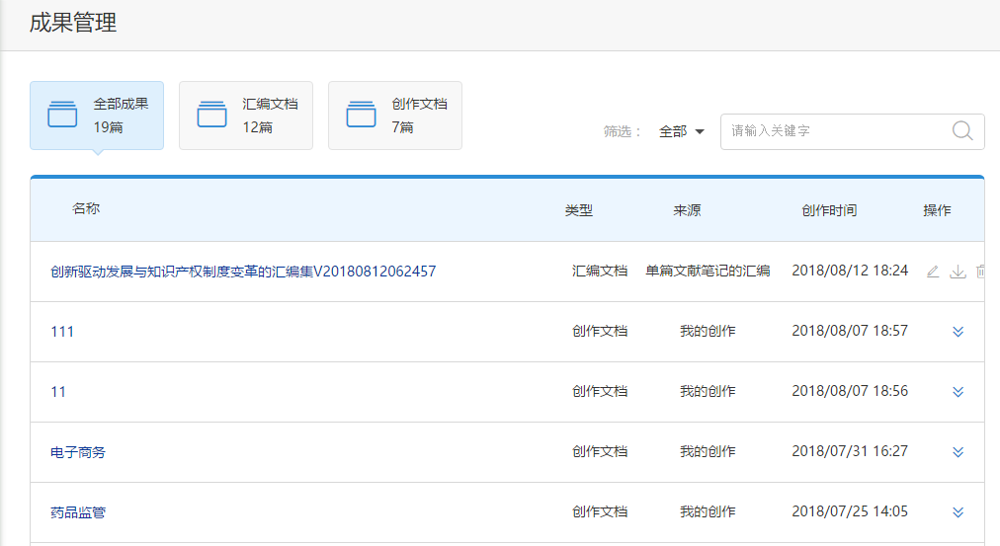 成果管理
全部成果
19篇
汇编文档
12篇
创作文档
7篇
筛选： 全部
请输入关键字
名称 类型 来源 创作时间 操作
创新驱动发展与知识产权制度变革的汇编集V20180812062457 汇编文档 单篇文献笔记的汇编 2018/08/12 18:24
111 创作文档 我的创作 2018/08/07 18:57
11 创作文档 我的创作 2018/08/07 18:56
电子商务 创作文档 我的创作 2018/07/31 16:27
药品监管 创作文档 我的创作 2018/07/25 14:05